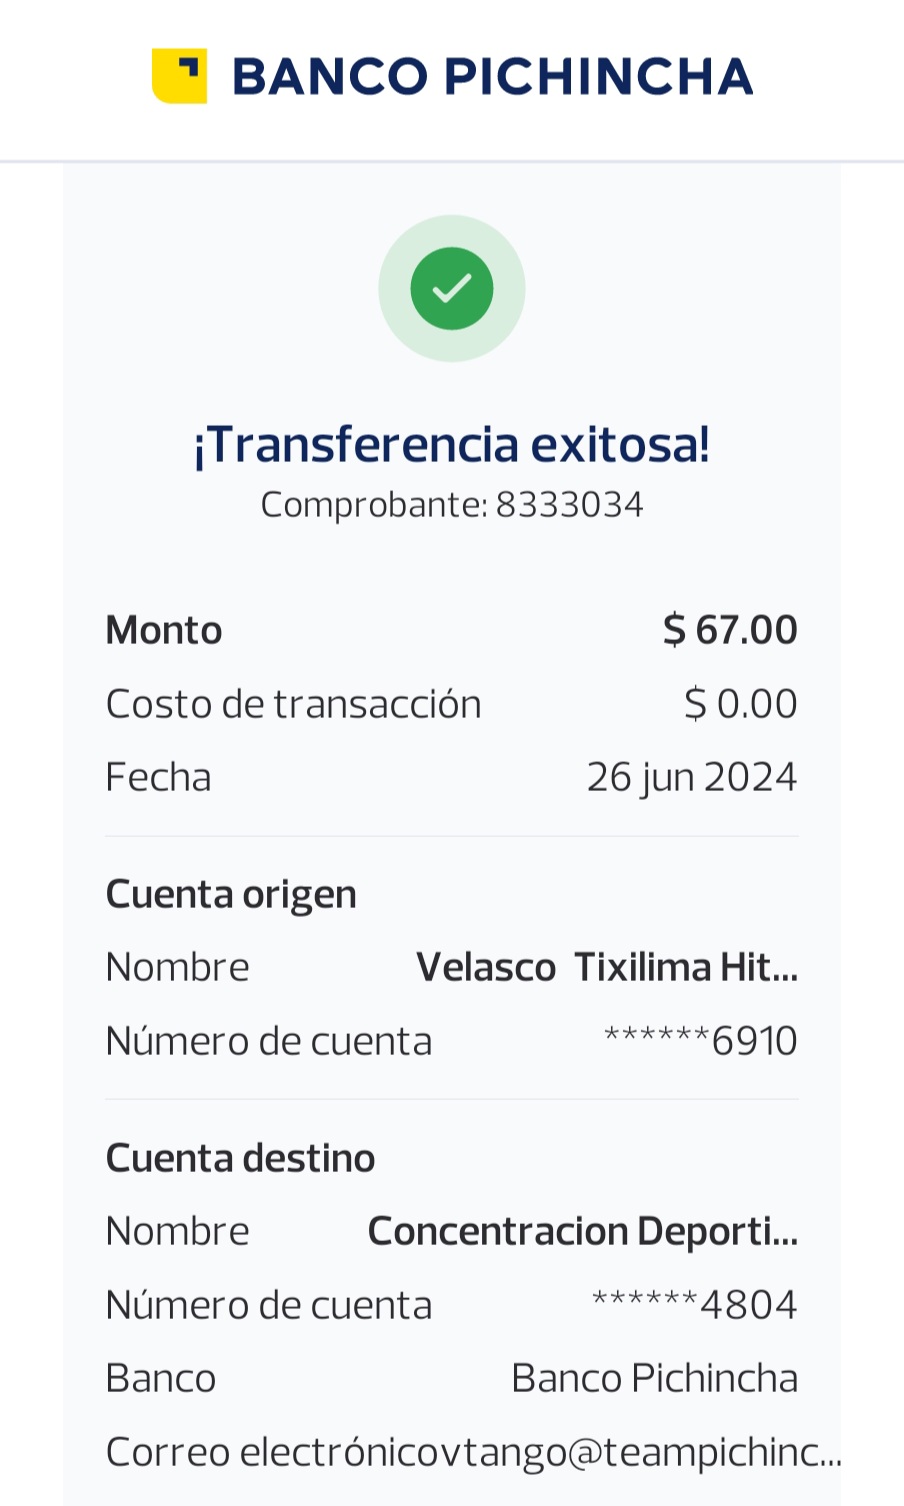 BANCO PICHINCHA
¡Transferencia exitosa!
Comprobante: 8333034
Monto $ 67.00
Costo de transacción $ 0.00
Fecha 26 jun 2024
Cuenta origen
Nombre Velasco Tixilima Hit...
Número de cuenta ******6910
Cuenta destino
Nombre Concentracion Deporti...
Número de cuenta ******4804
Banco Banco Pichincha
Correo electrónicovtango@teampichinc...